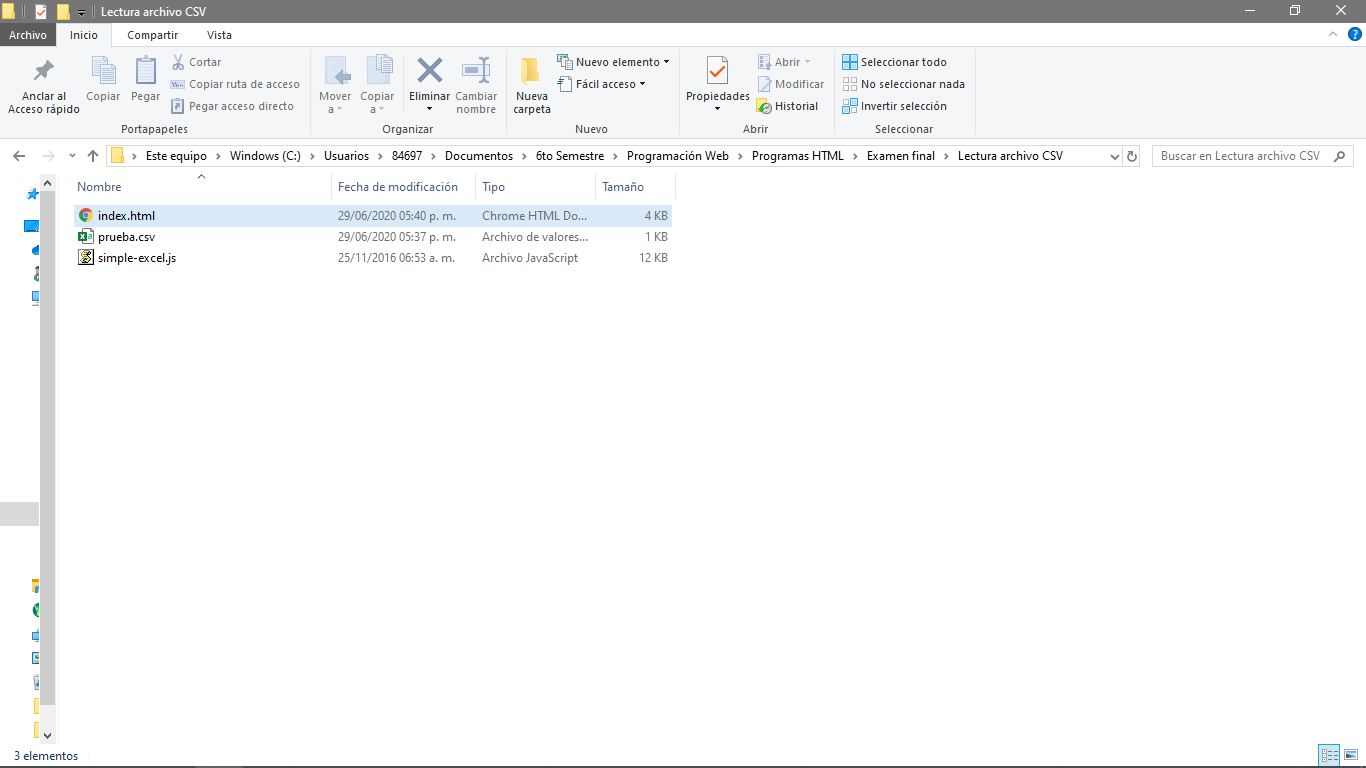 Lectura archivo CSV
Archivo Inicio Compartir Vista
Anclar al Acceso rápido
Copiar
Pegar
Cortar
Copiar ruta de acceso
Pegar acceso directo
Portapapeles
Mover a
Copiar a
Eliminar
Cambiar nombre
Organizar
Nueva carpeta
Nuevo elemento
Fácil acceso
Nuevo
Propiedades
Abrir
Modificar
Historial
Abrir
Seleccionar todo
No seleccionar nada
Invertir selección
Seleccionar
Este equipo > Windows (C:) > Usuarios > 84697 > Documentos > 6to Semestre > Programación Web > Programas HTML > Examen final > Lectura archivo CSV
Buscar en Lectura archivo CSV
Nombre Fecha de modificación Tipo Tamaño
index.html 29/06/2020 05:40 p. m. Chrome HTML Do... 4 KB
prueba.csv 29/06/2020 05:37 p. m. Archivo de valores... 1 KB
simple-excel.js 25/11/2016 06:53 a. m. Archivo JavaScript 12 KB
3 elementos